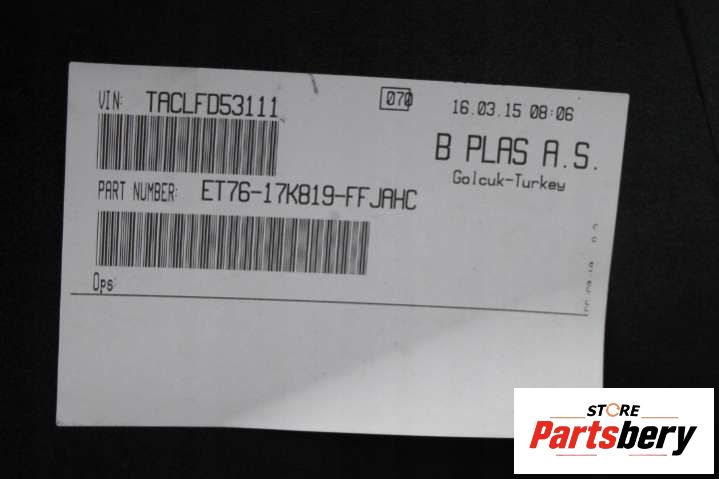 VIN: TACLFD53111
070
16.03.15 08:06
B PLAS A.S.
Golcuk-Turkey
PART NUMBER: ET76-17K819-FFJAHC
Ops:
STORE
Partsbery